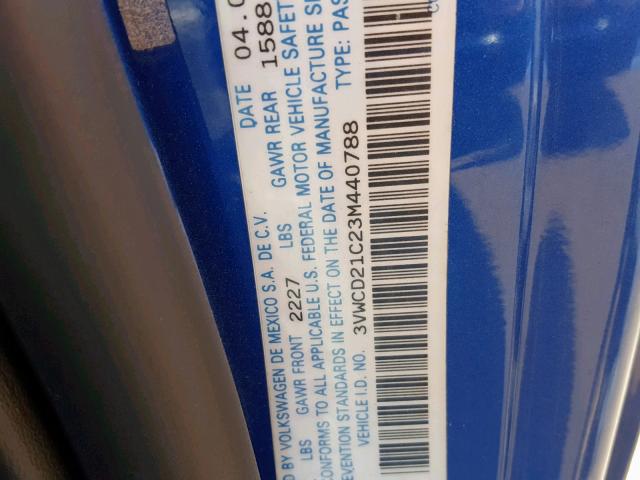 D BY VOLKSWAGEN DE MEXICO S.A. DE C.V. DATE 04.0
LBS GAWR FRONT 2227 LBS GAWR REAR 1588
CONFORMS TO ALL APPLICABLE U.S. FEDERAL MOTOR VEHICLE SAFET
EVENTION STANDARDS IN EFFECT ON THE DATE OF MANUFACTURE S
VEHICLE I.D. NO. 3VWCD21C23M440788 TYPE: PAS